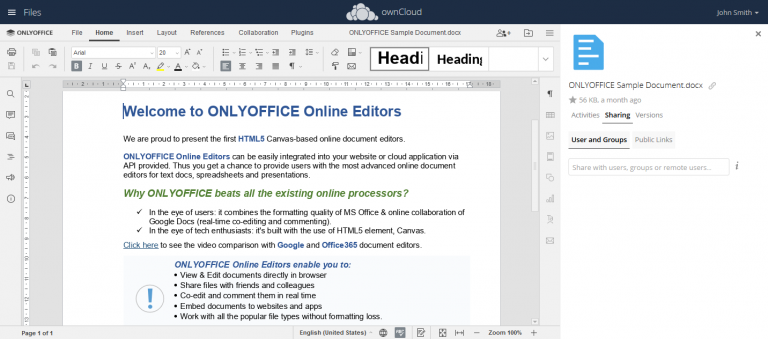 Files
ownCloud
John Smith
ONLYOFFICE
File Home Insert Layout References Collaboration Plugins
ONLYOFFICE Sample Document.docx
Arial 20
Headi Heading
Welcome to ONLYOFFICE Online Editors
We are proud to present the first HTML5 Canvas-based online document editors.
ONLYOFFICE Online Editors can be easily integrated into your website or cloud application via
API provided. Thus you get a chance to provide users with the most advanced online document
editors for text docs, spreadsheets and presentations.
Why ONLYOFFICE beats all the existing online processors?
✓ In the eye of users: it combines the formatting quality of MS Office & online collaboration of
Google Docs (real-time co-editing and commenting).
✓ In the eye of tech enthusiasts: it's built with the use of HTML5 element, Canvas.
Click here to see the video comparison with Google and Office365 document editors.
ONLYOFFICE Online Editors enable you to:
• View & Edit documents directly in browser
• Share files with friends and colleagues
• Co-edit and comment them in real time
• Embed documents to websites and apps
• Work with all the popular file types without formatting loss.
Page 1 of 1
English (United States)
Zoom 100%
ONLYOFFICE Sample Document.docx
56 KB, a month ago
Activities Sharing Versions
User and Groups Public Links
Share with users, groups or remote users...